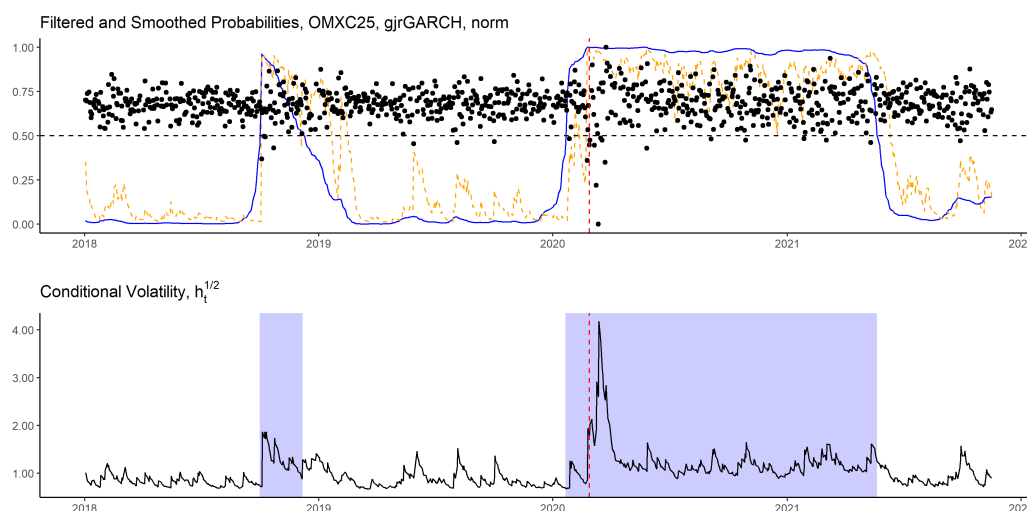 Filtered and Smoothed Probabilities, OMXC25, gjrGARCH, norm
1.00
0.75
0.50
0.25
0.00
2018 2019 2020 2021 202
Conditional Volatility, h_t^1/2
4.00
3.00
2.00
1.00
2018 2019 2020 2021 202